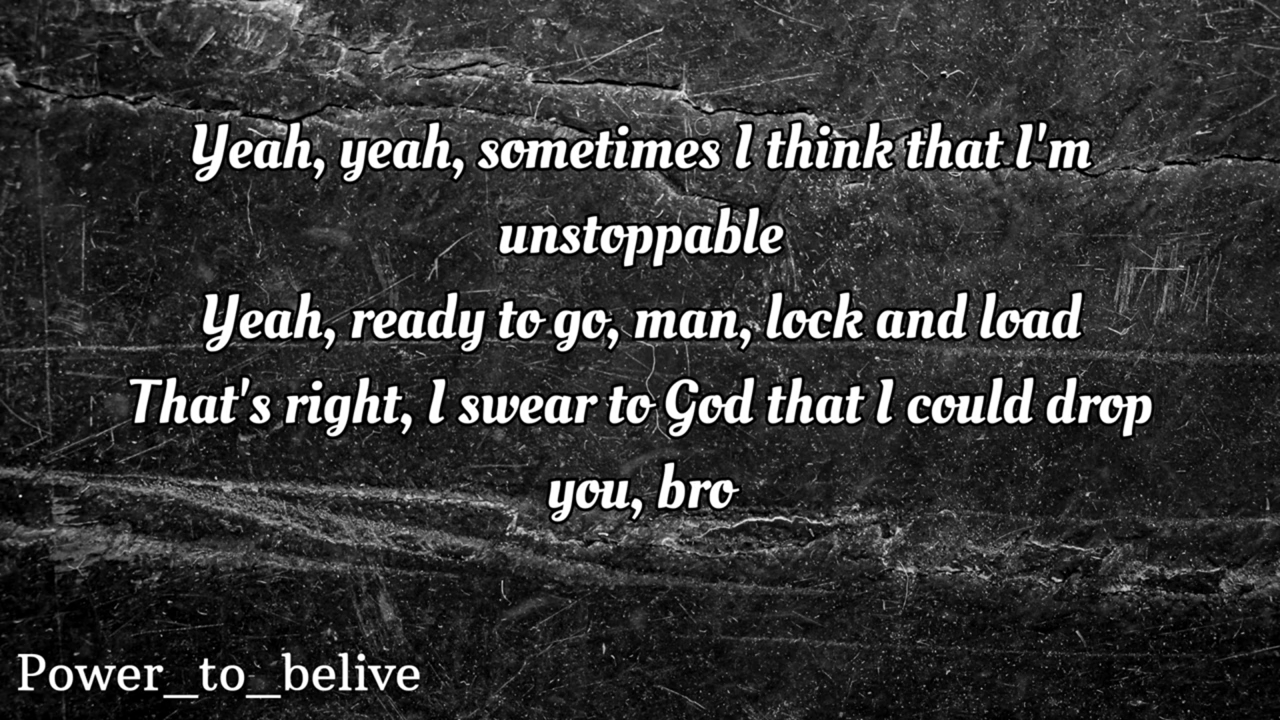 Yeah, yeah, sometimes I think that I'm
unstoppable
Yeah, ready to go, man, lock and load
That's right, I swear to God that I could drop
you, bro
Power_to_belive